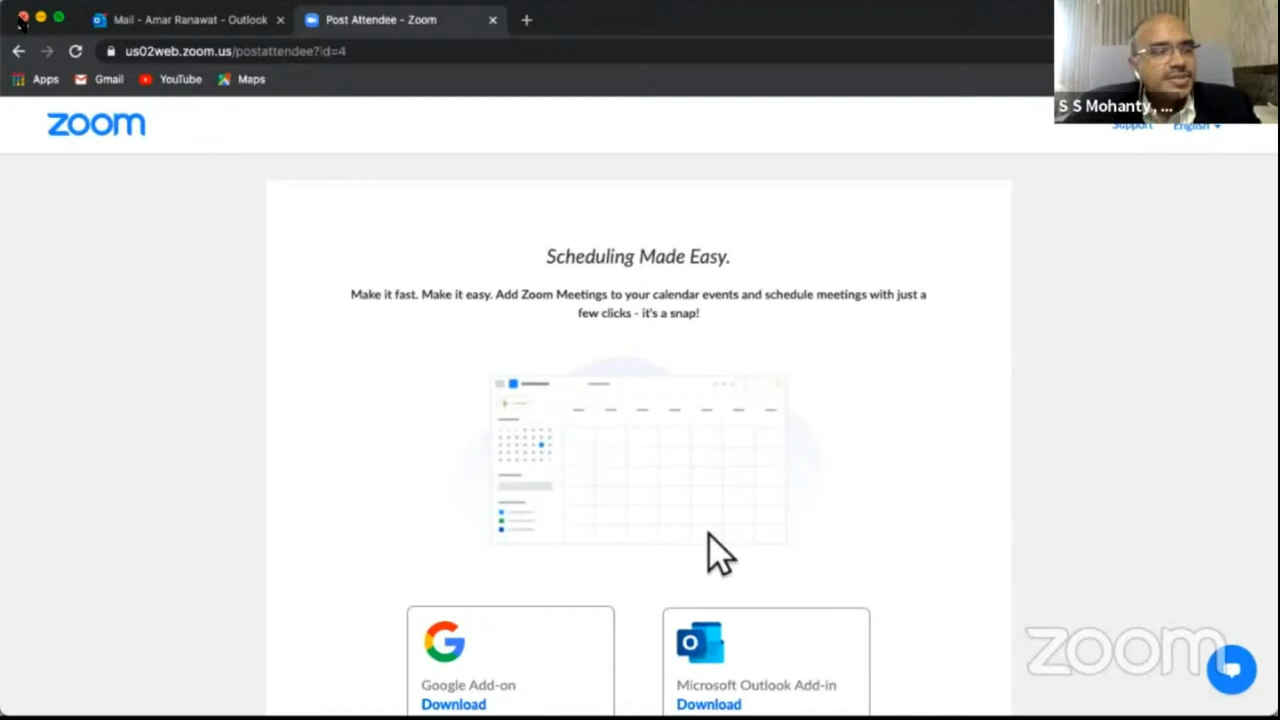 Mail - Amar Ranawat - Outlook
Post Attendee - Zoom
us02web.zoom.us/postattendee?id=4
Apps
Gmail
YouTube
Maps
S S Mohanty, ...
zoom
Support
English
Scheduling Made Easy.
Make it fast. Make it easy. Add Zoom Meetings to your calendar events and schedule meetings with just a
few clicks - it's a snap!
Google Add-on
Download
Microsoft Outlook Add-in
Download
zoom